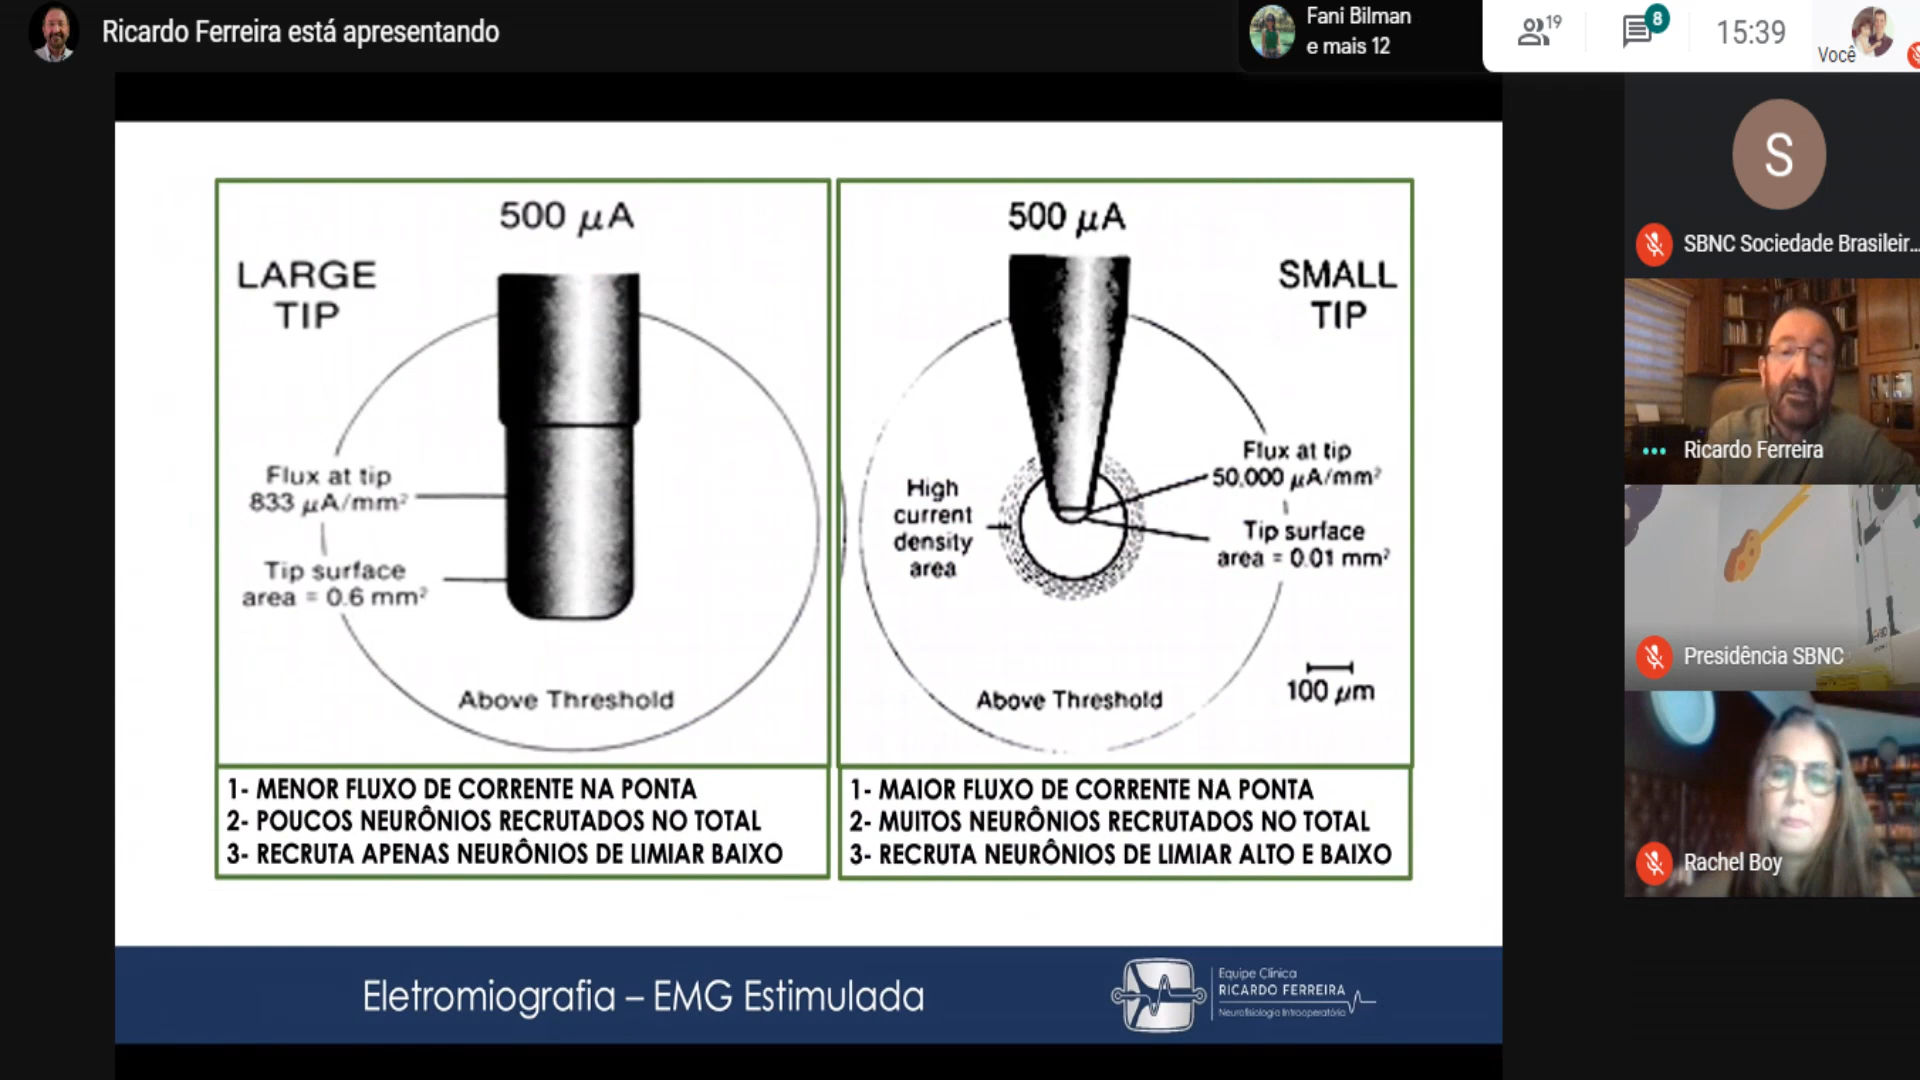 Ricardo Ferreira está apresentando
Fani Bilman
e mais 12
19
8
15:39
Você
500 μA
LARGE
TIP
Flux at tip
833 μA/mm²
Tip surface
area = 0.6 mm²
Above Threshold
500 μA
SMALL
TIP
High
current
density
area
Flux at tip
50.000 μA/mm²
Tip surface
area = 0.01 mm²
Above Threshold
100 μm
1- MENOR FLUXO DE CORRENTE NA PONTA
2- POUCOS NEURÔNIOS RECRUTADOS NO TOTAL
3- RECRUTA APENAS NEURÔNIOS DE LIMIAR BAIXO
1- MAIOR FLUXO DE CORRENTE NA PONTA
2- MUITOS NEURÔNIOS RECRUTADOS NO TOTAL
3- RECRUTA NEURÔNIOS DE LIMIAR ALTO E BAIXO
Eletromiografia – EMG Estimulada
Equipe Clínica
RICARDO FERREIRA
Neurofisiologia Introoperatória
S
SBNC Sociedade Brasileir...
Ricardo Ferreira
Presidência SBNC
Rachel Boy